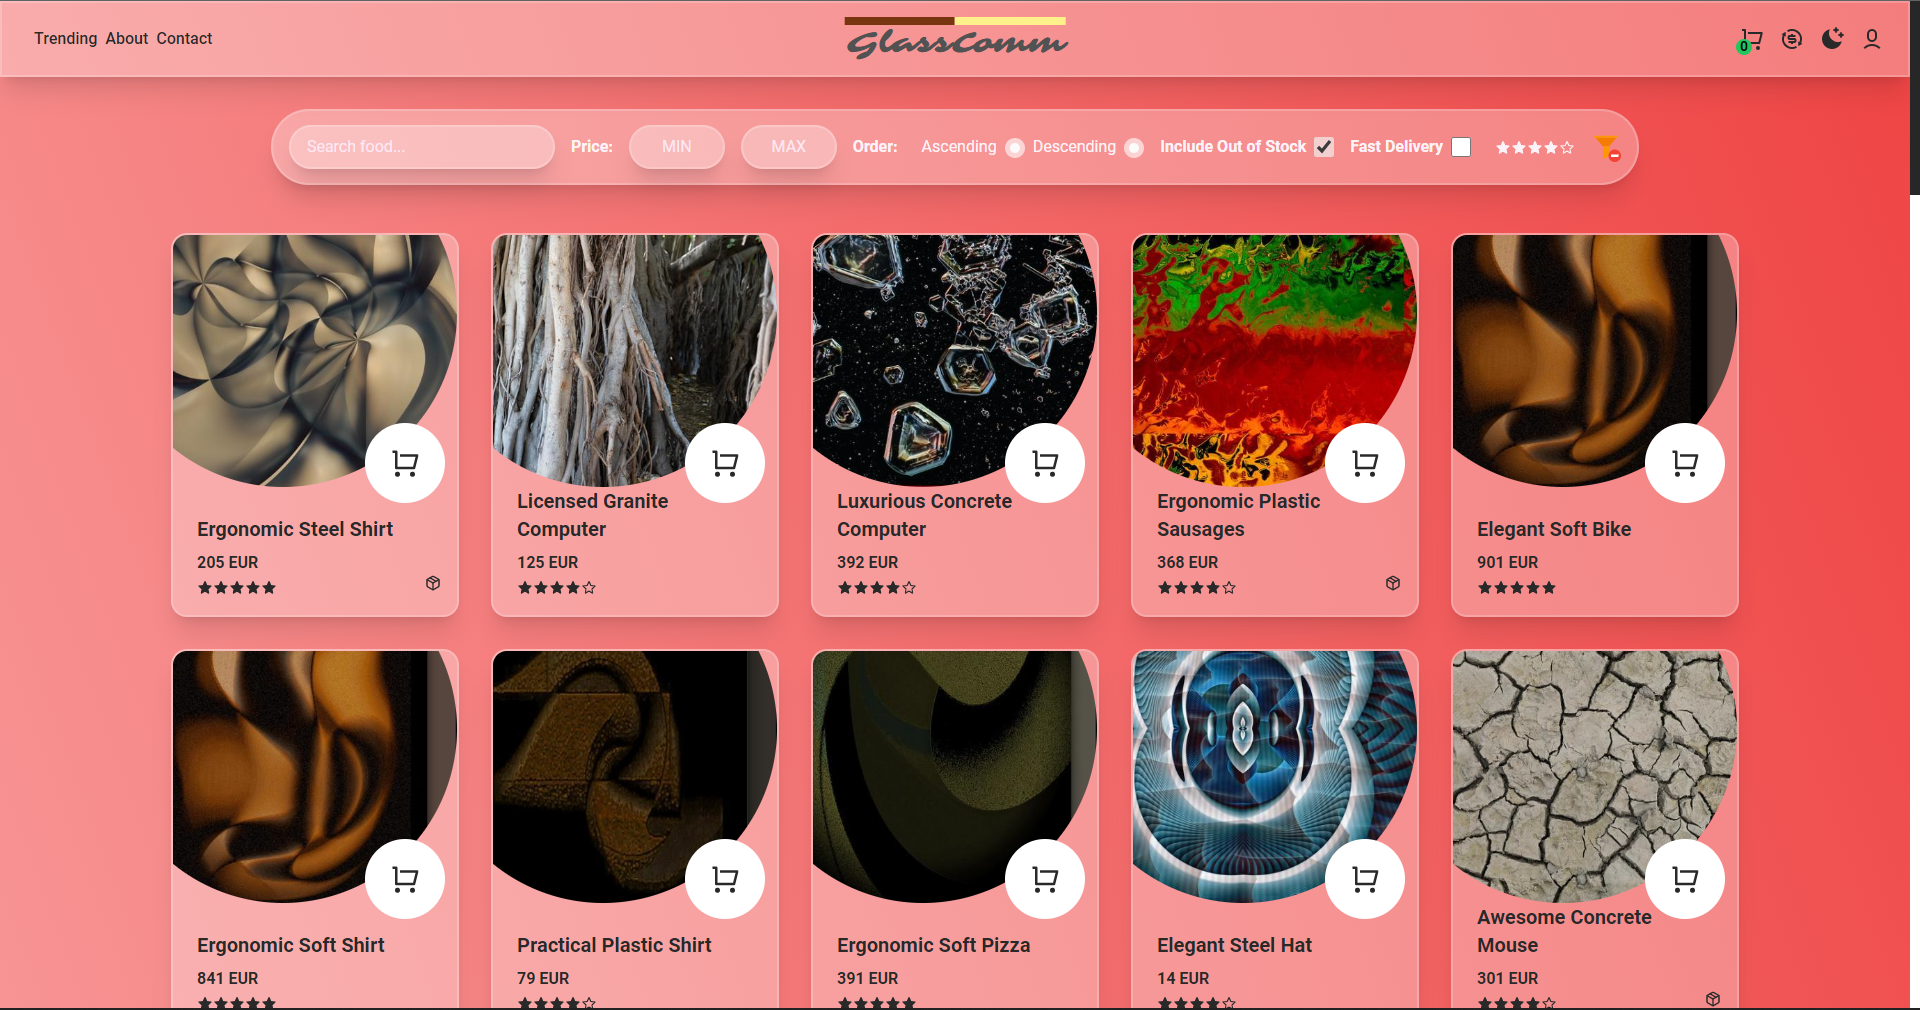 Trending About Contact
GlassComm
0
Search food...
Price:
MIN
MAX
Order:
Ascending
Descending
Include Out of Stock
Fast Delivery
Ergonomic Steel Shirt
205 EUR
Licensed Granite
Computer
125 EUR
Luxurious Concrete
Computer
392 EUR
Ergonomic Plastic
Sausages
368 EUR
Elegant Soft Bike
901 EUR
Ergonomic Soft Shirt
841 EUR
Practical Plastic Shirt
79 EUR
Ergonomic Soft Pizza
391 EUR
Elegant Steel Hat
14 EUR
Awesome Concrete
Mouse
301 EUR